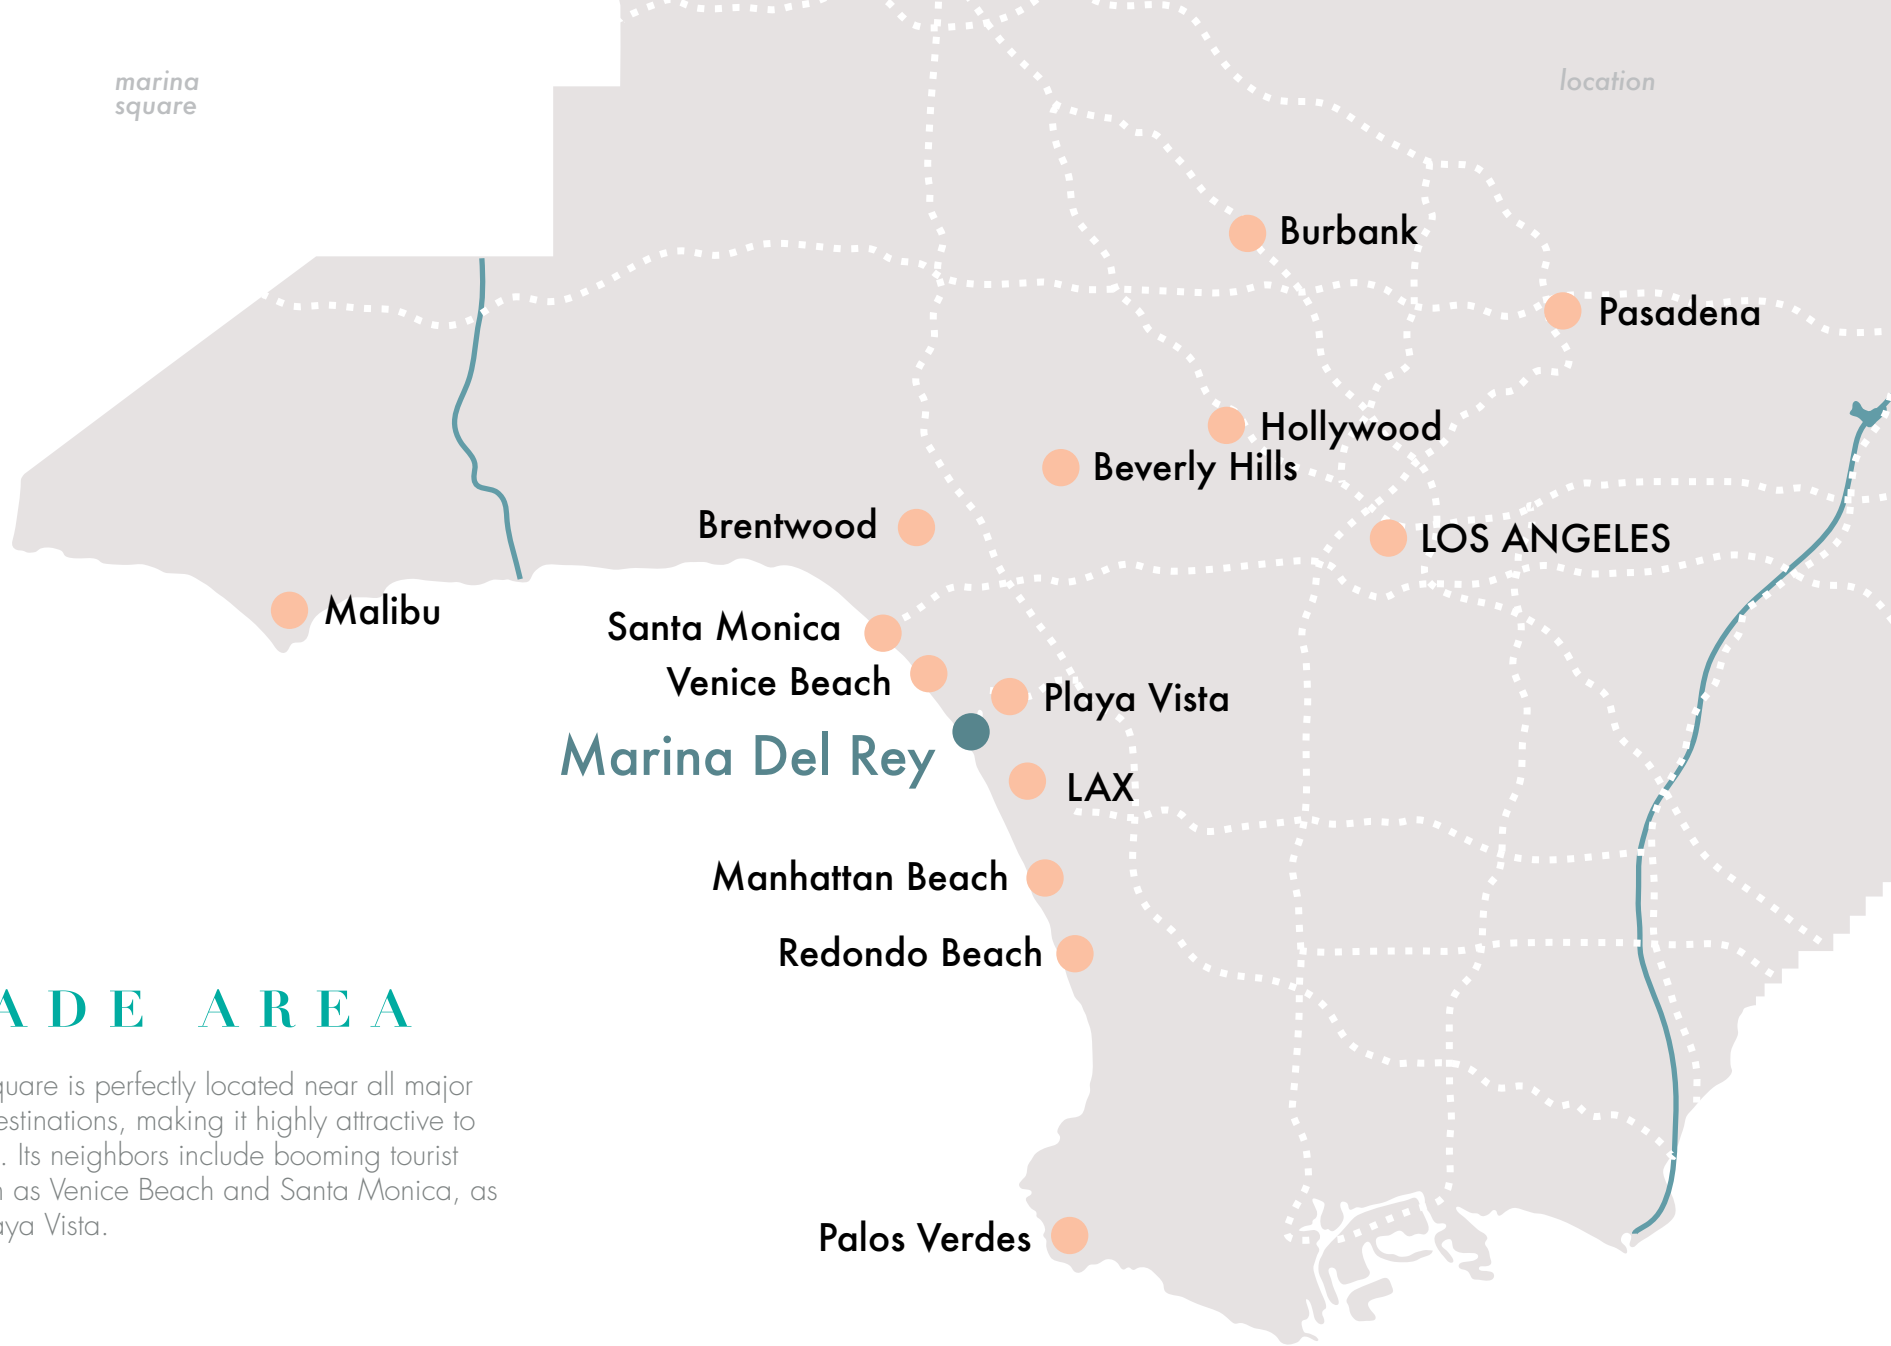 marina
square
location
Burbank
Pasadena
Hollywood
Beverly Hills
Brentwood
LOS ANGELES
Malibu
Santa Monica
Venice Beach
Playa Vista
Marina Del Rey
LAX
Manhattan Beach
Redondo Beach
Palos Verdes
ADE AREA
quare is perfectly located near all major
estinations, making it highly attractive to
. Its neighbors include booming tourist
as Venice Beach and Santa Monica, as
aya Vista.